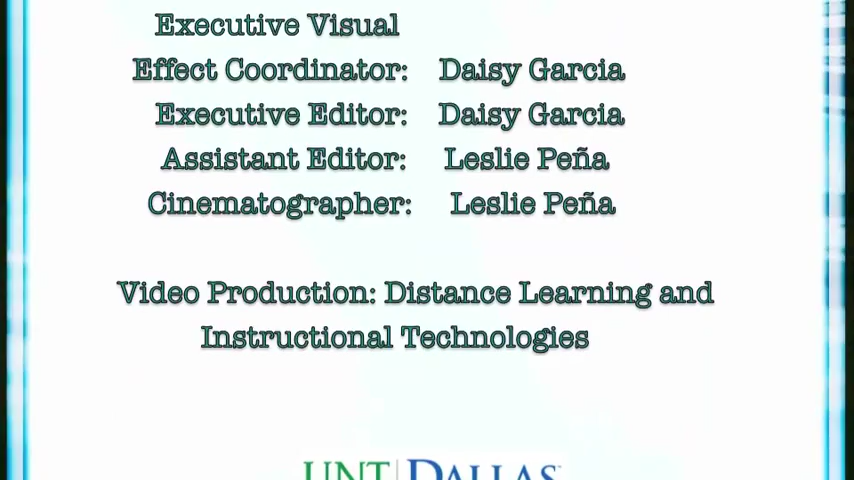 Executive Visual
Effect Coordinator: Daisy Garcia
Executive Editor: Daisy Garcia
Assistant Editor: Leslie Peña
Cinematographer: Leslie Peña
Video Production: Distance Learning and
Instructional Technologies
UNT DALLAS